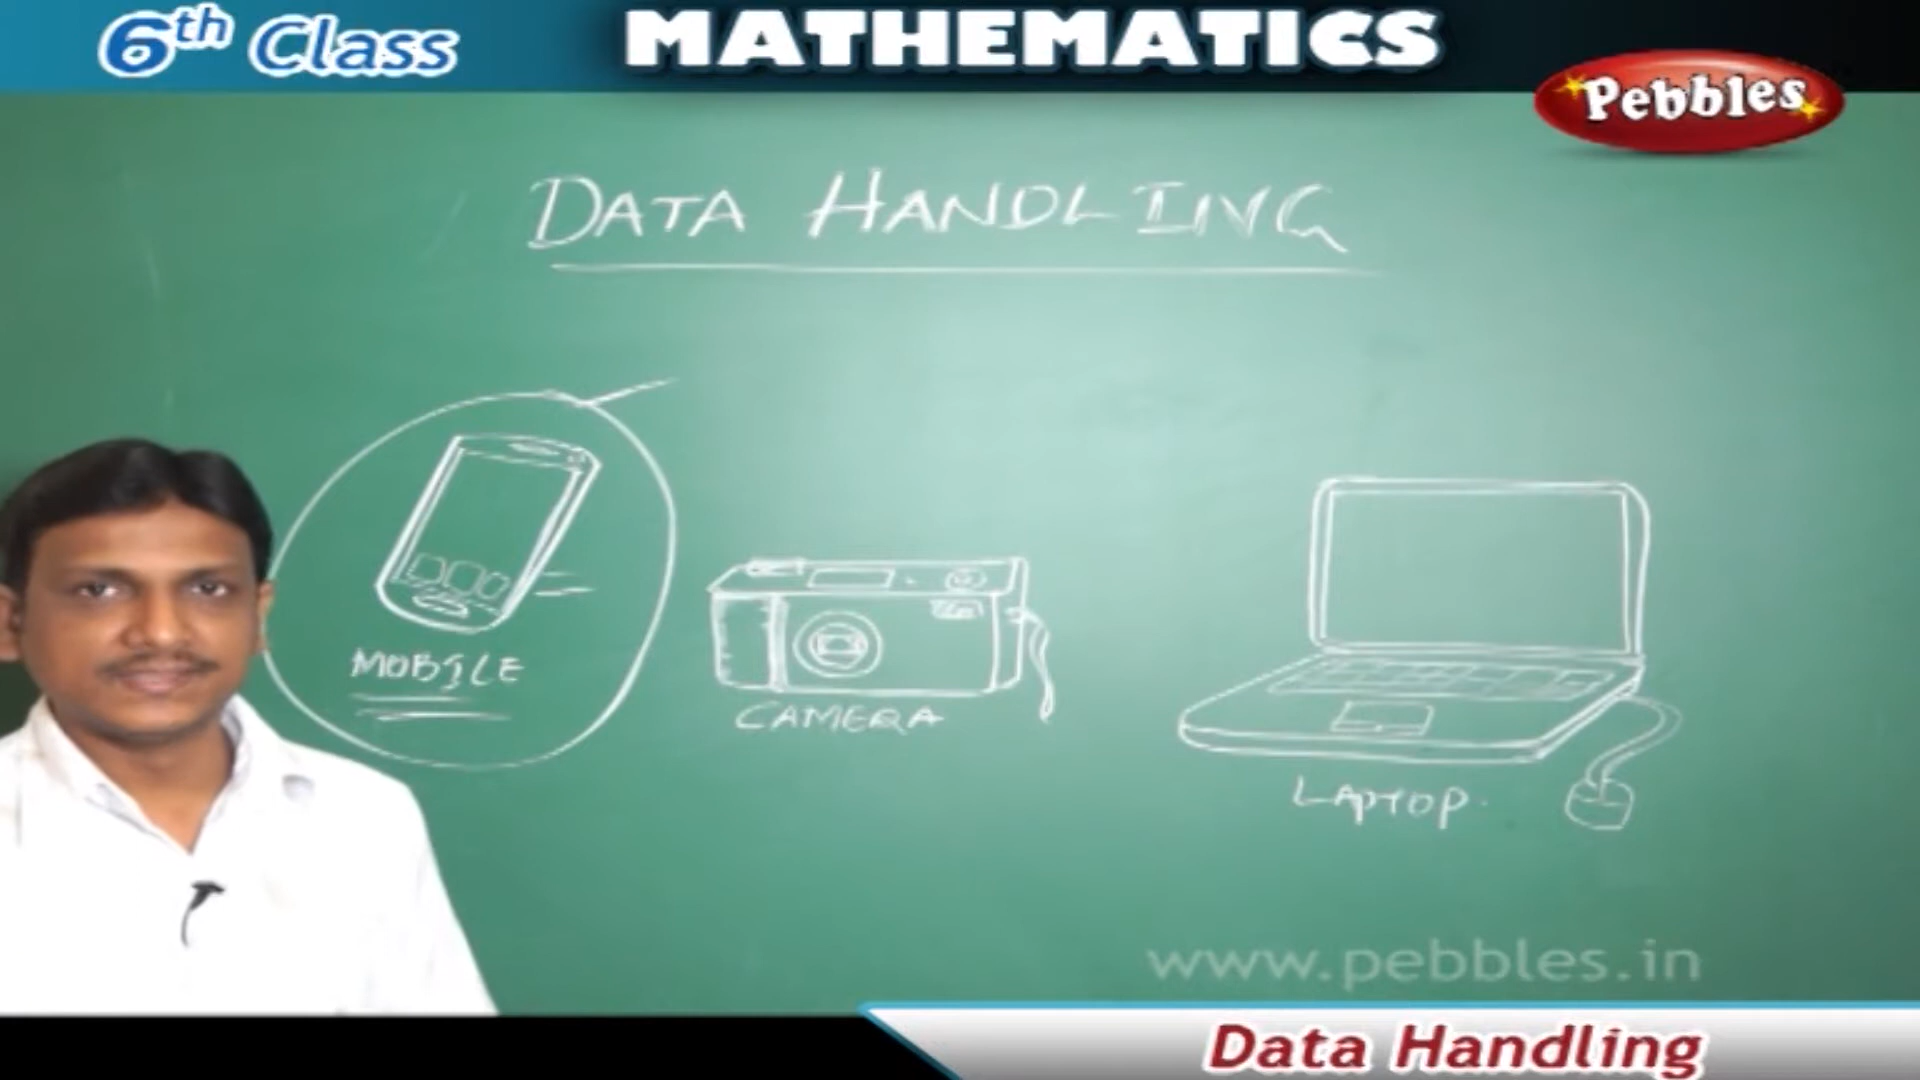 6th Class
MATHEMATICS
Pebbles
DATA HANDLING
MOBILE
CAMERA
LAPTOP.
www.pebbles.in
Data Handling